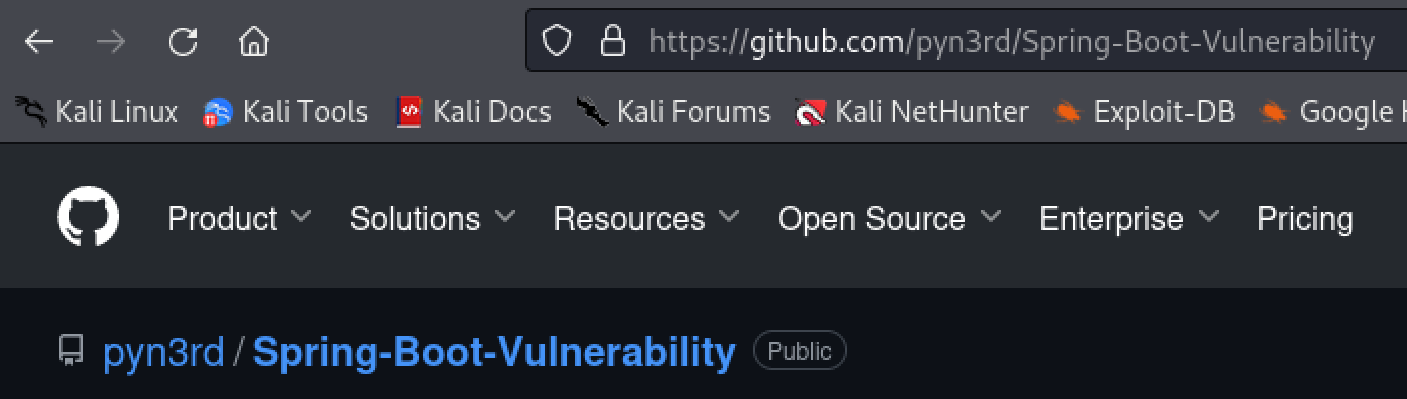 https://github.com/pyn3rd/Spring-Boot-Vulnerability
Kali Linux Kali Tools Kali Docs Kali Forums Kali NetHunter Exploit-DB Google
Product Solutions Resources Open Source Enterprise Pricing
pyn3rd / Spring-Boot-Vulnerability Public